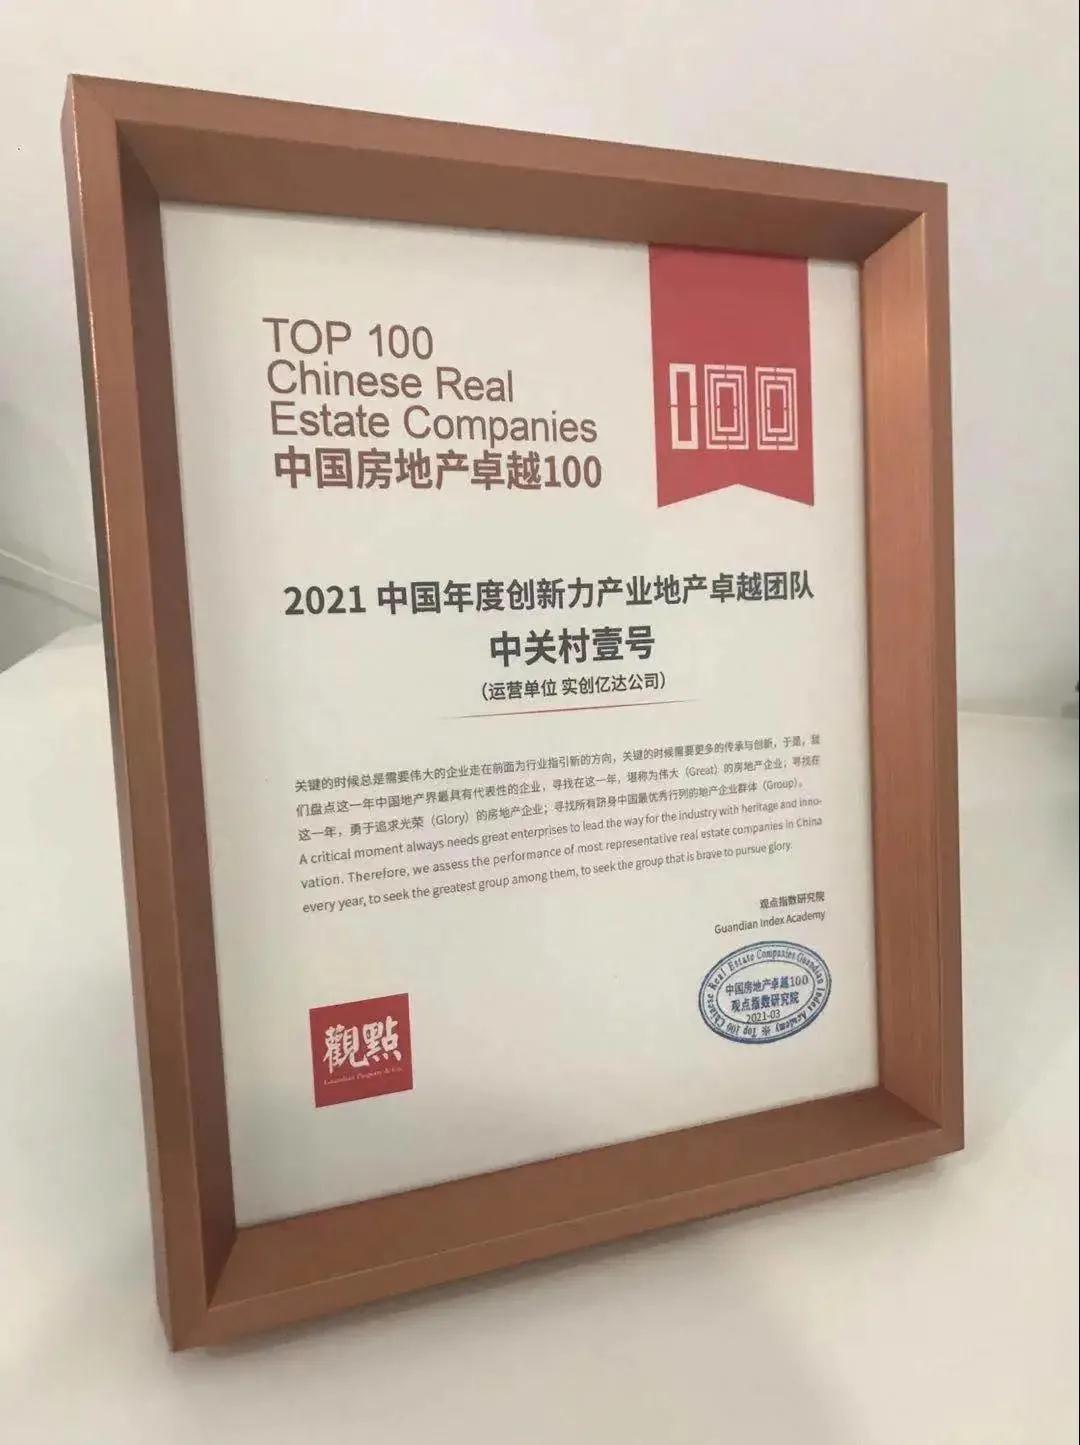 TOP 100
Chinese Real
Estate Companies
中国房地产卓越100
100
2021 中国年度创新力产业地产卓越团队
中关村壹号
（运营单位 实创亿达公司）
关键的时候总是需要伟大的企业走在前面为行业指引新的方向，关键的时候需要更多的传承与创新，于是，我
们盘点这一年中国地产界最具有代表性的企业，寻找在这一年，堪称为伟大（Great）的房地产企业，寻找在
这一年，勇于追求光荣（Glory）的房地产企业；寻找所有跻身中国最优秀行列的地产企业群体（Group）。
A critical moment always needs great enterprises to lead the way for the industry with heritage and inno-
vation. Therefore, we assess the performance of most representative real estate companies in China
every year, to seek the greatest group among them, to seek the group that is brave to pursue glory.
观点指数研究院
Guandian Index Academy
Top 100 Chinese Real Estate Companies Guandian Index Academy
中国房地产卓越100
观点指数研究院
2021-03
觀點